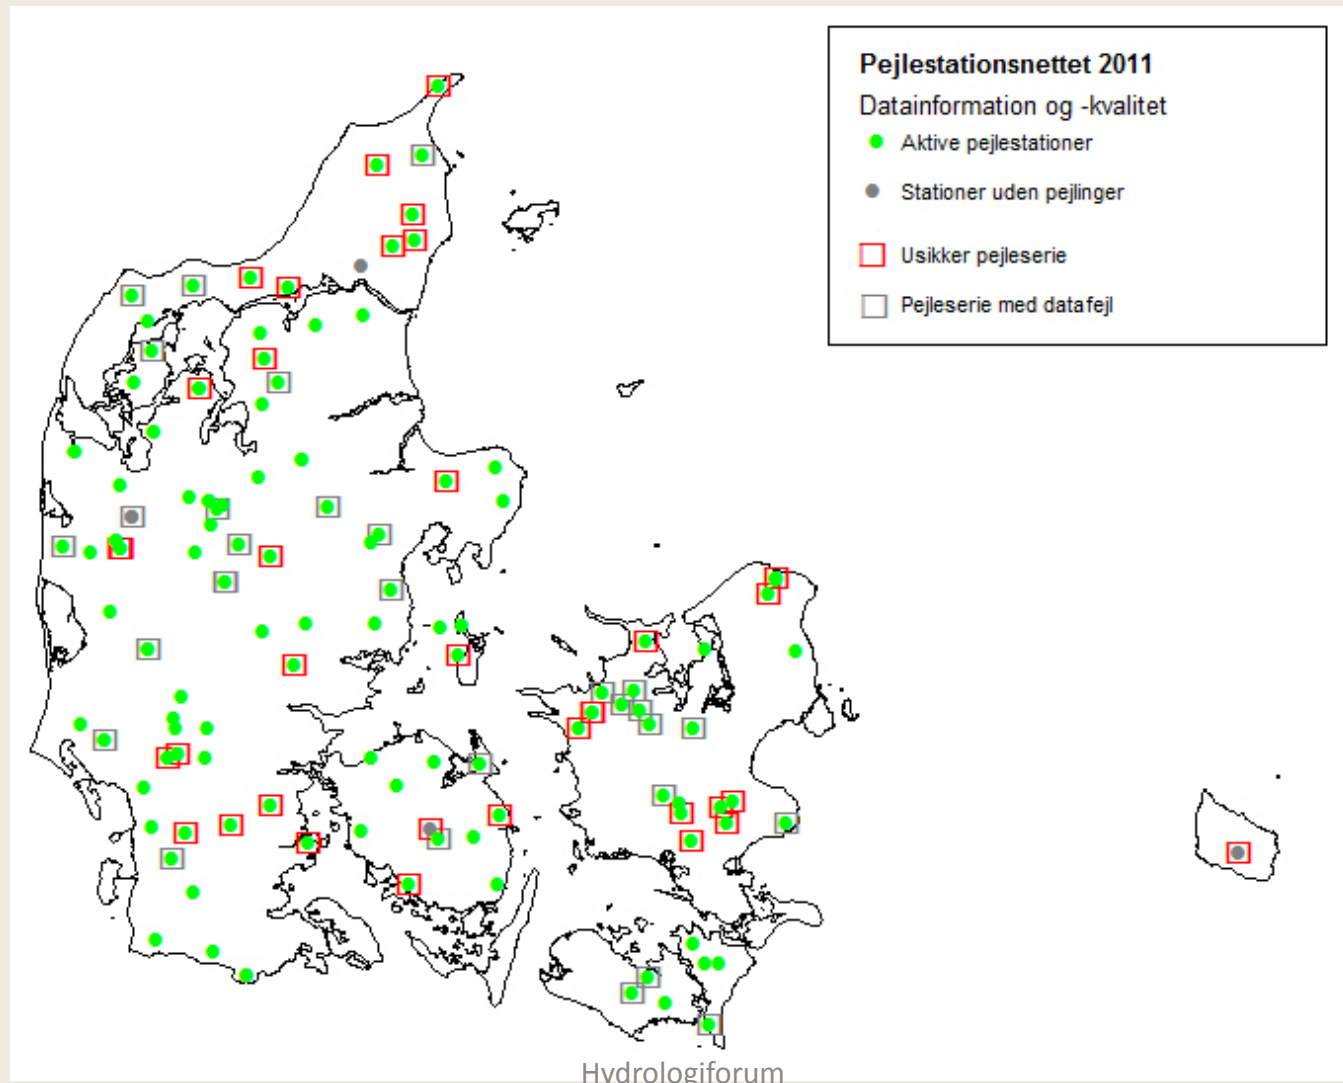 Pejlestationsnettet 2011
Datainformation og -kvalitet
Aktive pejlestationer
Stationer uden pejlinger
Usikker pejleserie
Pejleserie med datafejl
Hydrologiforum